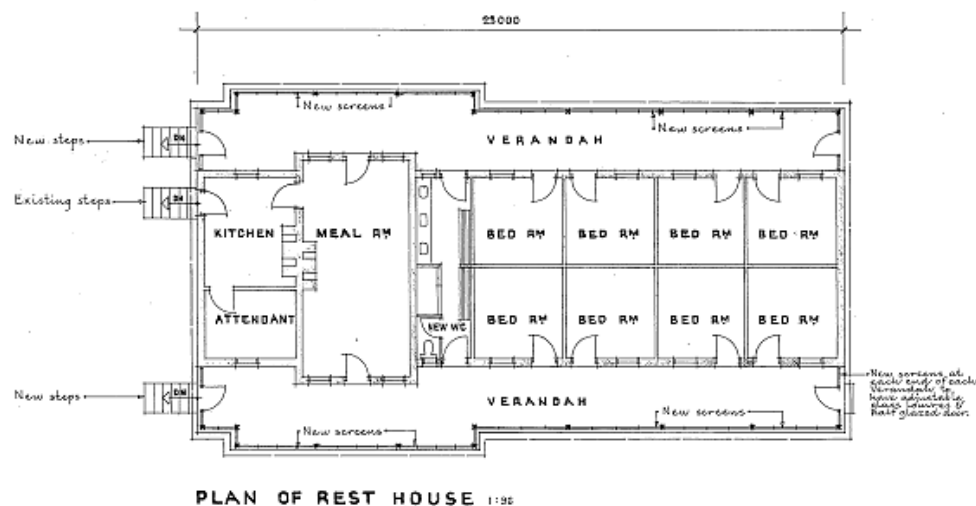 23000
New screens
New steps
DN
VERANDAH
New screens
Existing steps
DN
KITCHEN
MEAL RM
BED RM
BED RM
BED RM
BED RM
ATTENDANT
NEW WC
BED RM
BED RM
BED RM
BED RM
New steps
DN
VERANDAH
New screens at
each end of each
Verandah to
have adjustable
glass louvres &
half glazed door.
New screens
New screens
PLAN OF REST HOUSE